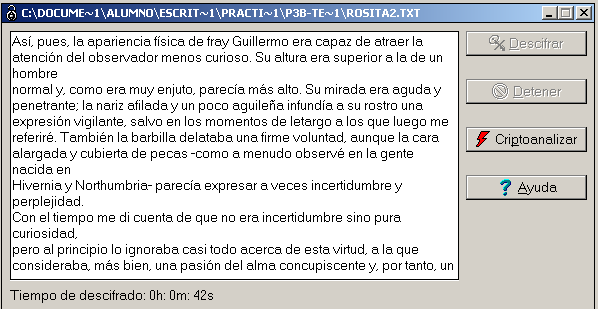 C:\DOCUME~1\ALUMNO\ESCRIT~1\PRACTI~1\P3B-TE~1\ROSITA2.TXT
Así, pues, la apariencia física de fray Guillermo era capaz de atraer la
atención del observador menos curioso. Su altura era superior a la de un
hombre
normal y, como era muy enjuto, parecía más alto. Su mirada era aguda y
penetrante; la nariz afilada y un poco aguileña infundía a su rostro una
expresión vigilante, salvo en los momentos de letargo a los que luego me
referiré. También la barbilla delataba una firme voluntad, aunque la cara
alargada y cubierta de pecas -como a menudo observé en la gente
nacida en
Hivernia y Northumbria- parecía expresar a veces incertidumbre y
perplejidad.
Con el tiempo me di cuenta de que no era incertidumbre sino pura
curiosidad,
pero al principio lo ignoraba casi todo acerca de esta virtud, a la que
consideraba, más bien, una pasión del alma concupiscente y, por tanto, un
Descifrar
Detener
Criptoanalizar
Ayuda
Tiempo de descifrado: 0h: 0m: 42s